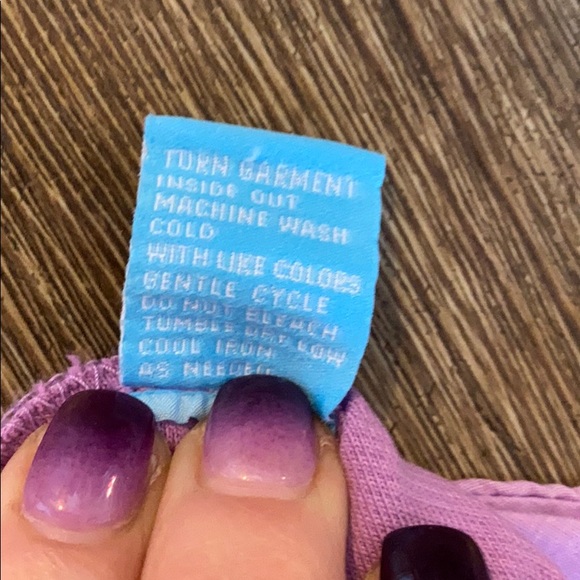 TURN GARMENT
INSIDE OUT
MACHINE WASH
COLD
WITH LIKE COLORS
GENTLE CYCLE
DO NOT BLEACH
TUMBLE DRY LOW
COOL IRON
AS NEEDED